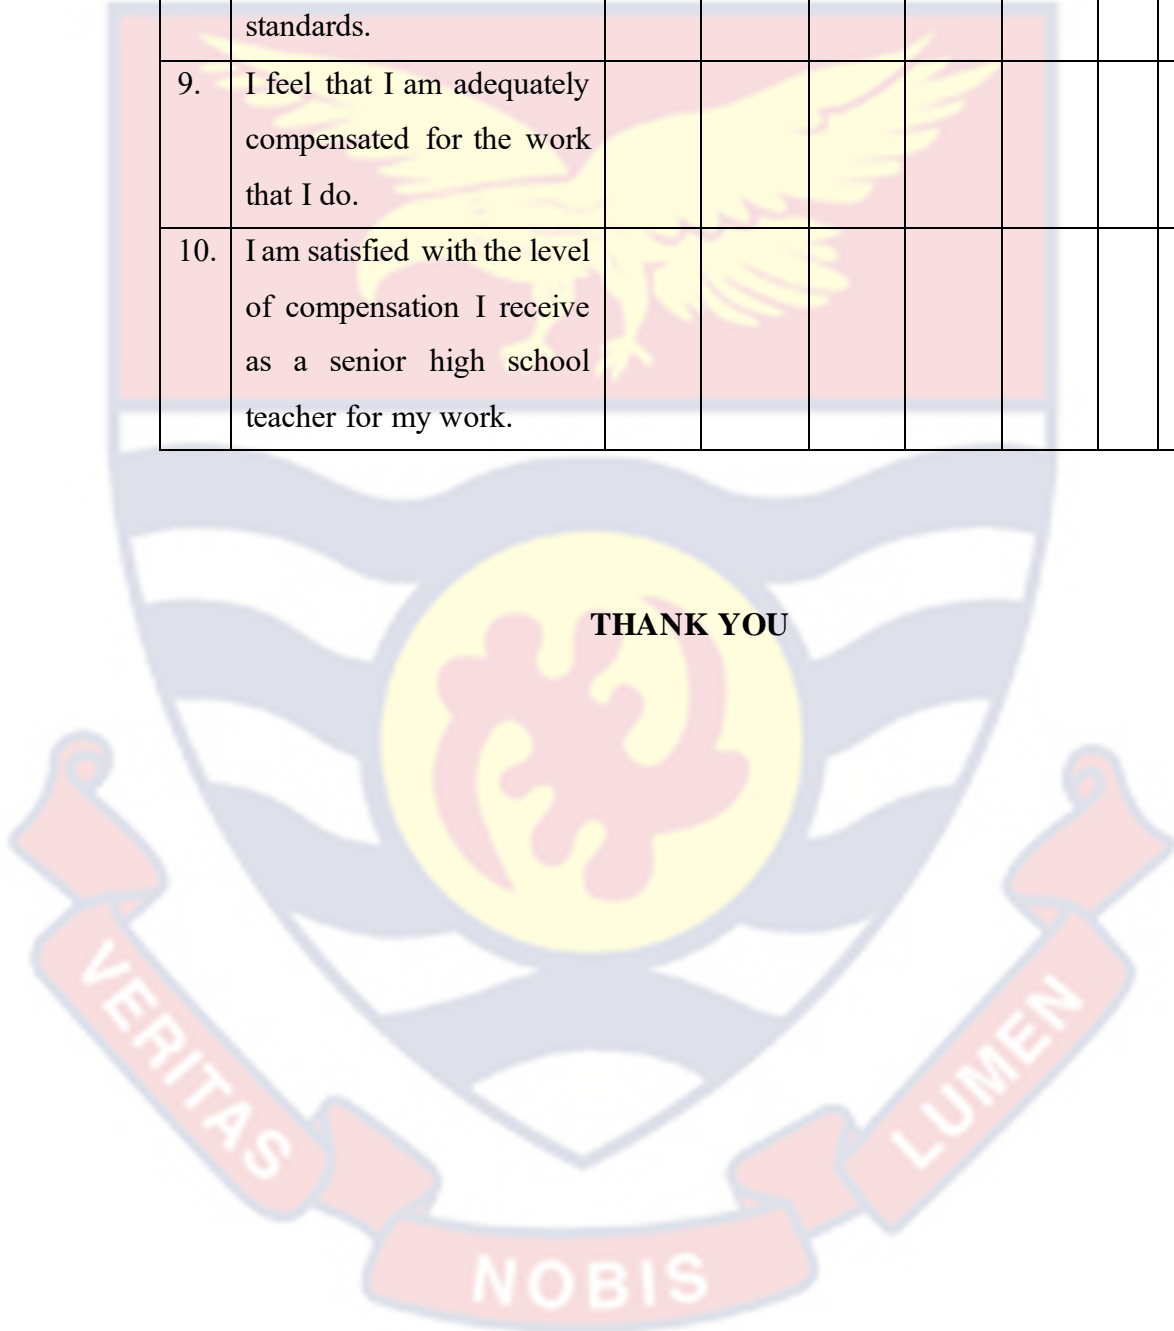 standards.
9. I feel that I am adequately
compensated for the work
that I do.
10. I am satisfied with the level
of compensation I receive
as a senior high school
teacher for my work.
THANK YOU
VERITAS
NOBIS
LUMEN